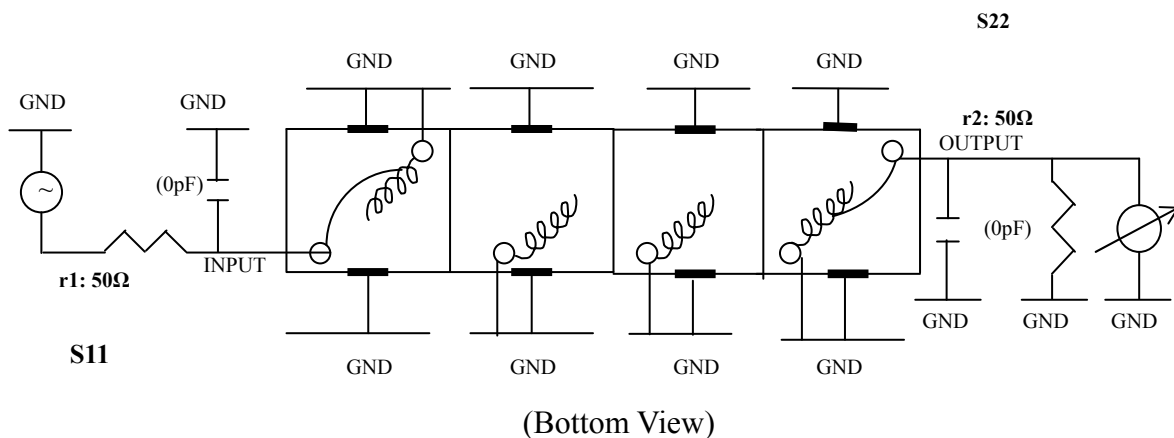 S22
GND
GND
GND
GND
GND
GND
r2: 50Ω
OUTPUT
~
(0pF)
(0pF)
INPUT
r1: 50Ω
GND
GND
GND
S11
GND
GND
GND
GND
(Bottom View)